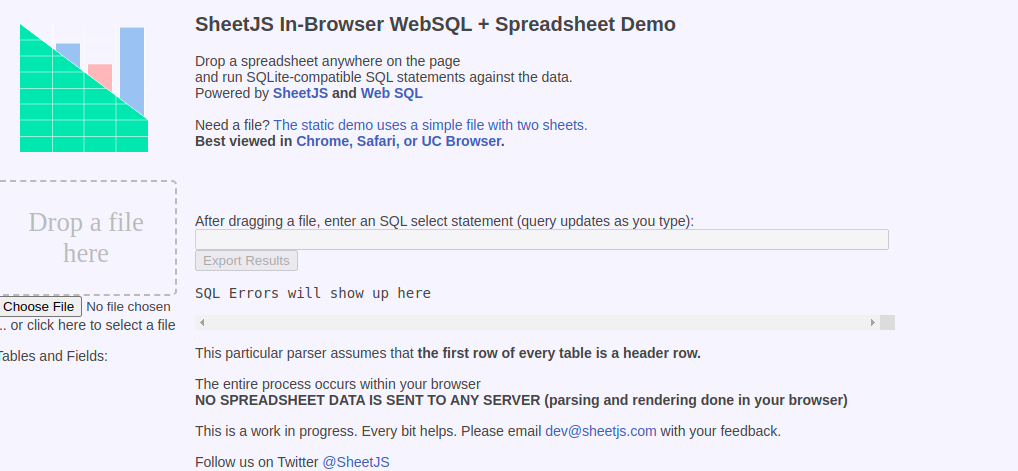 SheetJS In-Browser WebSQL + Spreadsheet Demo
Drop a spreadsheet anywhere on the page
and run SQLite-compatible SQL statements against the data.
Powered by SheetJS and Web SQL
Need a file? The static demo uses a simple file with two sheets.
Best viewed in Chrome, Safari, or UC Browser.
Drop a file
here
Choose File No file chosen
.. or click here to select a file
Tables and Fields:
After dragging a file, enter an SQL select statement (query updates as you type):
Export Results
SQL Errors will show up here
This particular parser assumes that the first row of every table is a header row.
The entire process occurs within your browser
NO SPREADSHEET DATA IS SENT TO ANY SERVER (parsing and rendering done in your browser)
This is a work in progress. Every bit helps. Please email dev@sheetjs.com with your feedback.
Follow us on Twitter @SheetJS